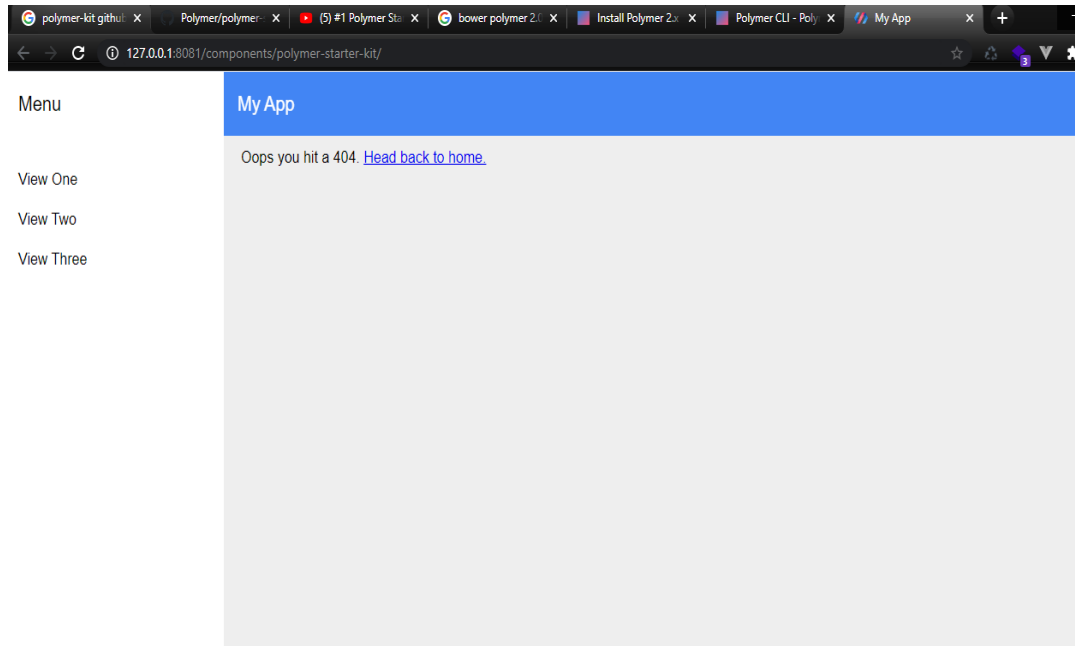 polymer-kit githul
Polymer/polymer-
(5) #1 Polymer Sta
bower polymer 2.0
Install Polymer 2.x
Polymer CLI - Poly
My App
127.0.0.1:8081/components/polymer-starter-kit/
3
Menu
My App
Oops you hit a 404. Head back to home.
View One
View Two
View Three